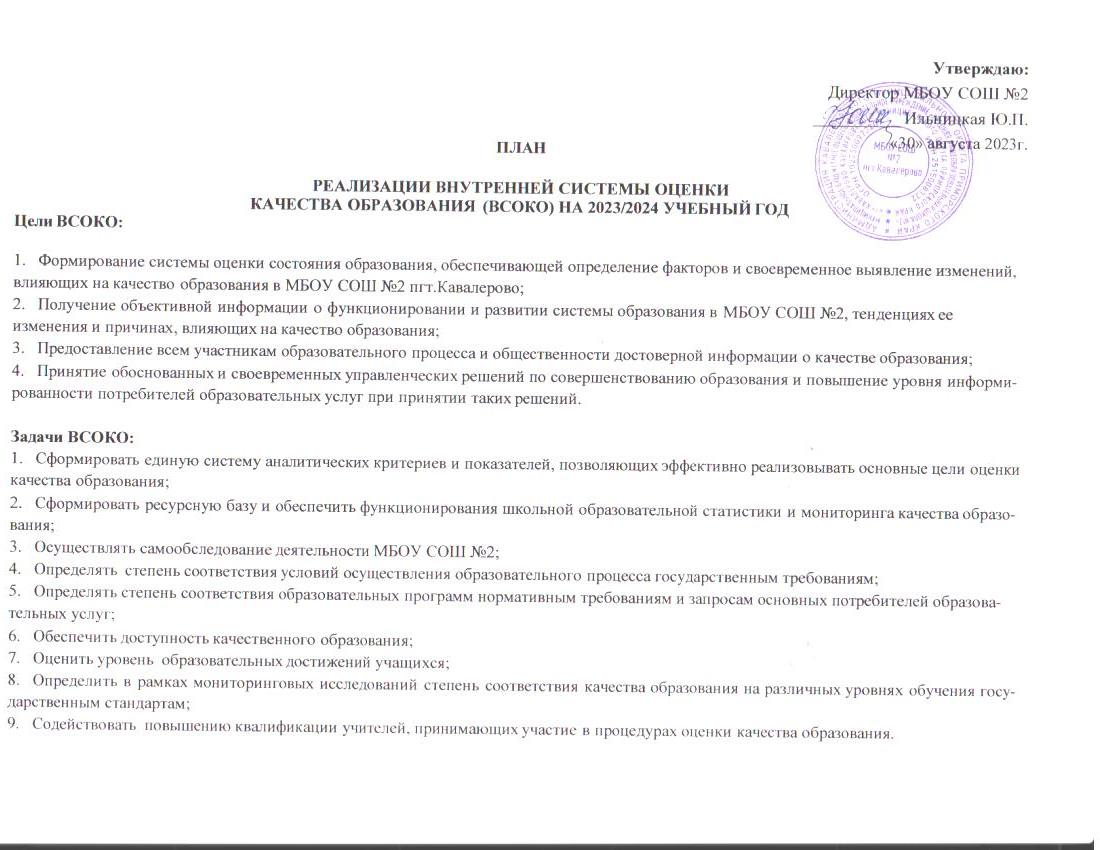 Утверждаю:
Директор МБОУ СОШ №2
Ильницкая Ю.П.
«30» августа 2023г.
МБОУ СОШ
№2
пгт.Кавалерово
ПЛАН
РЕАЛИЗАЦИИ ВНУТРЕННЕЙ СИСТЕМЫ ОЦЕНКИ
КАЧЕСТВА ОБРАЗОВАНИЯ (ВСОКО) НА 2023/2024 УЧЕБНЫЙ ГОД
Цели ВСОКО:
1. Формирование системы оценки состояния образования, обеспечивающей определение факторов и своевременное выявление изменений,
влияющих на качество образования в МБОУ СОШ №2 пгт.Кавалерово;
2. Получение объективной информации о функционировании и развитии системы образования в МБОУ СОШ №2, тенденциях ее
изменения и причинах, влияющих на качество образования;
3. Предоставление всем участникам образовательного процесса и общественности достоверной информации о качестве образования;
4. Принятие обоснованных и своевременных управленческих решений по совершенствованию образования и повышение уровня информи-
рованности потребителей образовательных услуг при принятии таких решений.
Задачи ВСОКО:
1. Сформировать единую систему аналитических критериев и показателей, позволяющих эффективно реализовывать основные цели оценки
качества образования;
2. Сформировать ресурсную базу и обеспечить функционирования школьной образовательной статистики и мониторинга качества образо-
вания;
3. Осуществлять самообследование деятельности МБОУ СОШ №2;
4. Определять степень соответствия условий осуществления образовательного процесса государственным требованиям;
5. Определять степень соответствия образовательных программ нормативным требованиям и запросам основных потребителей образова-
тельных услуг;
6. Обеспечить доступность качественного образования;
7. Оценить уровень образовательных достижений учащихся;
8. Определить в рамках мониторинговых исследований степень соответствия качества образования на различных уровнях обучения госу-
дарственным стандартам;
9. Содействовать повышению квалификации учителей, принимающих участие в процедурах оценки качества образования.